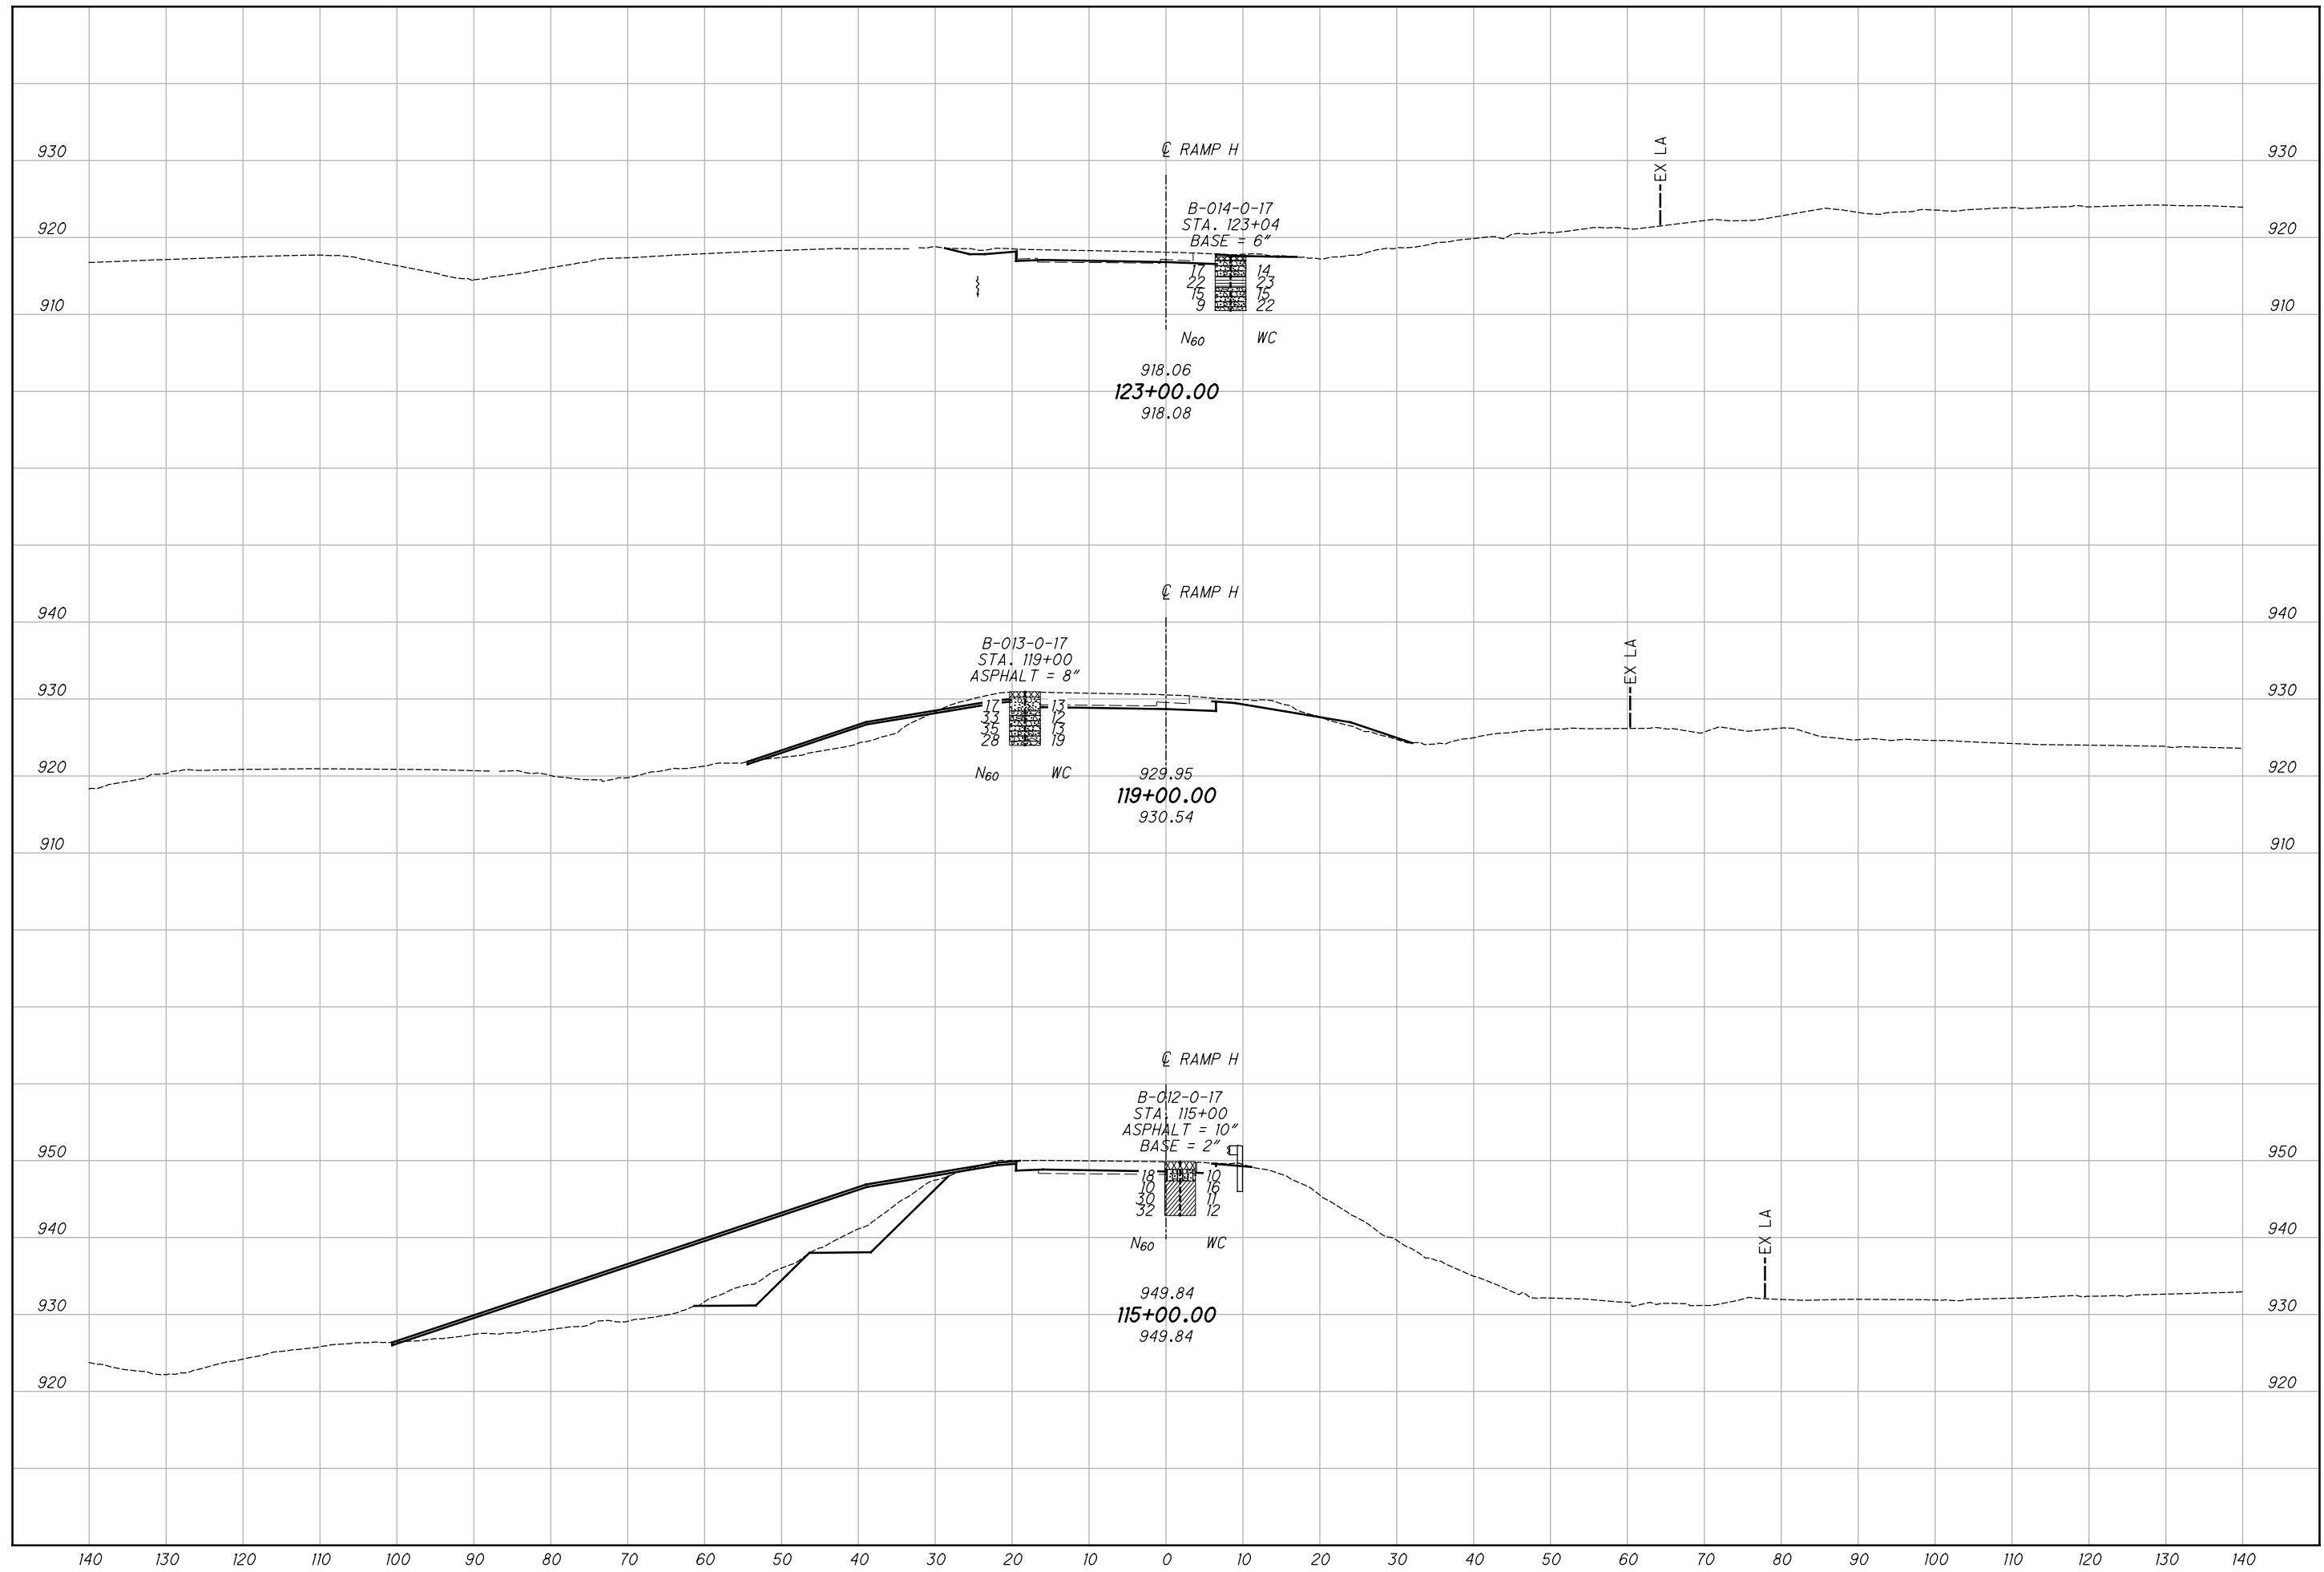 ℄ RAMP H
EX LA
930 930
B-014-0-17
STA. 123+04
BASE = 6"
920 920
17 14
22 23
15 15
9 22
910 910
N60 WC
918.06
123+00.00
918.08
℄ RAMP H
940 940
EX LA
B-013-0-17
STA. 119+00
ASPHALT = 8"
930 930
17 13
33 12
35 13
28 19
920 920
N60 WC
929.95
119+00.00
930.54
910 910
℄ RAMP H
B-012-0-17
STA. 115+00
ASPHALT = 10"
BASE = 2"
950 950
18 10
10 16
30 11
32 12
940 940
EX LA
N60 WC
949.84
930 930
115+00.00
949.84
920 920
140 130 120 110 100 90 80 70 60 50 40 30 20 10 0 10 20 30 40 50 60 70 80 90 100 110 120 130 140